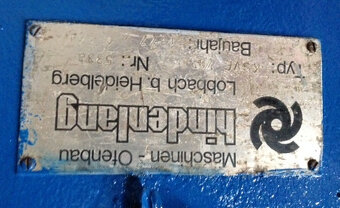 Maschinen - Ofenbau
hindenlang
Lobbach b. Heidelberg
Typ: Nr.:
Baujahr: